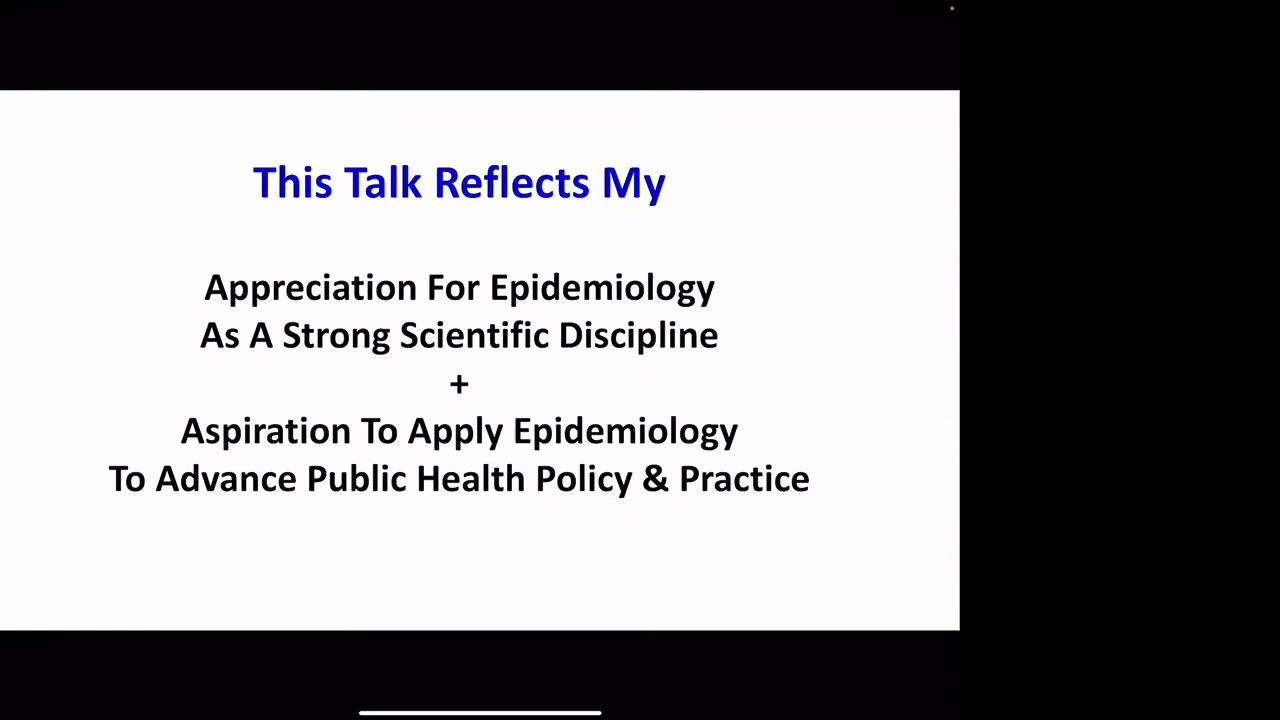 This Talk Reflects My
Appreciation For Epidemiology
As A Strong Scientific Discipline
+
Aspiration To Apply Epidemiology
To Advance Public Health Policy & Practice